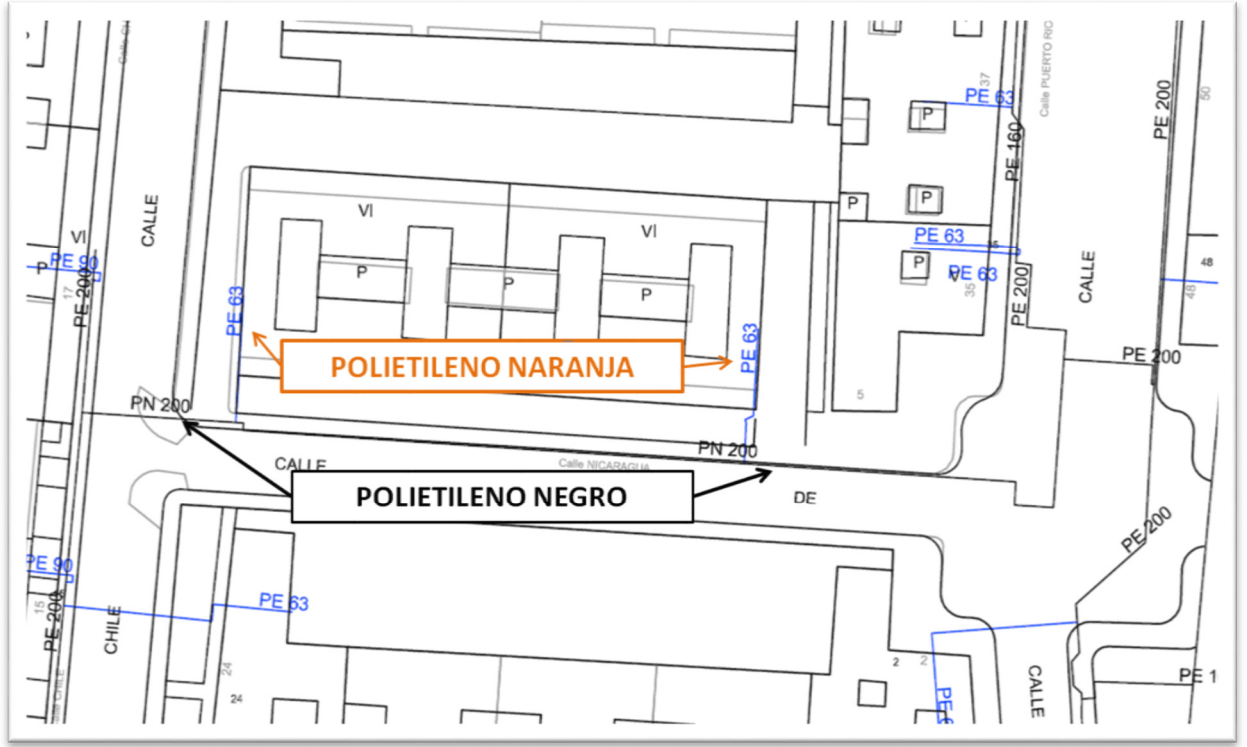 37
Calle PUERTO RIC
50
PE 63
P
PE 200
PE 160
P
P
VI
VI
CALLE
VI
PE 63
35
PE 90
P
P
P
P
P
PE 63
CALLE
48
48
17
PE 200
PE 63
35
PE 200
PE 63
PE 63
POLIETILENO NARANJA
PE 200
5
PN 200
PN 200
CALLE
Calle NICARAGUA
POLIETILENO NEGRO
DE
PE 200
PE 90
15
PE 200
CHILE
PE 63
24
24
2
2
CALLE
PE 1